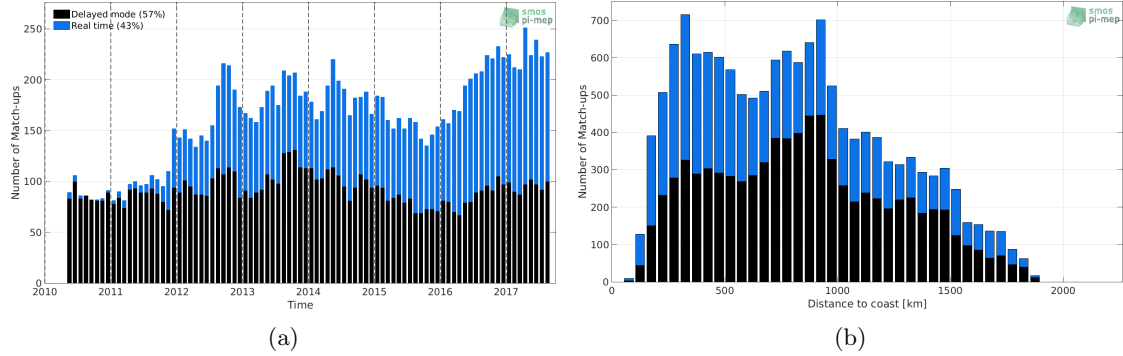 Delayed mode (57%)
Real time (43%)
smos
pi-mep
Number of Match-ups
250
200
150
100
50
0
2010
2011
2012
2013
2014
2015
2016
2017
Time
(a)
smos
pi-mep
Number of Match-ups
700
600
500
400
300
200
100
0
0
500
1000
1500
2000
Distance to coast [km]
(b)